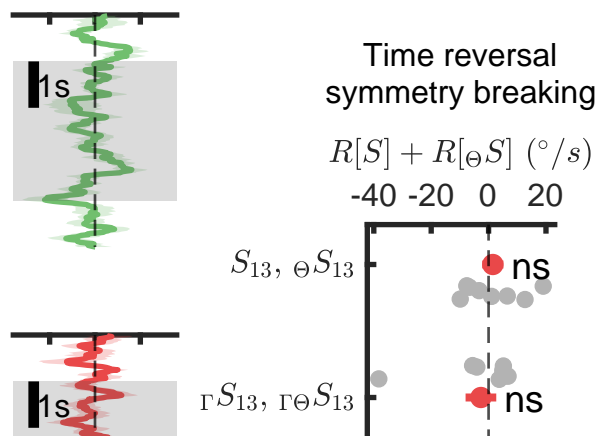 1s
Time reversal
symmetry breaking
R[S] + R[ΘS] (°/s)
-40 -20 0 20
S13, ΘS13
ns
1s
ΓS13, ΓΘS13
ns